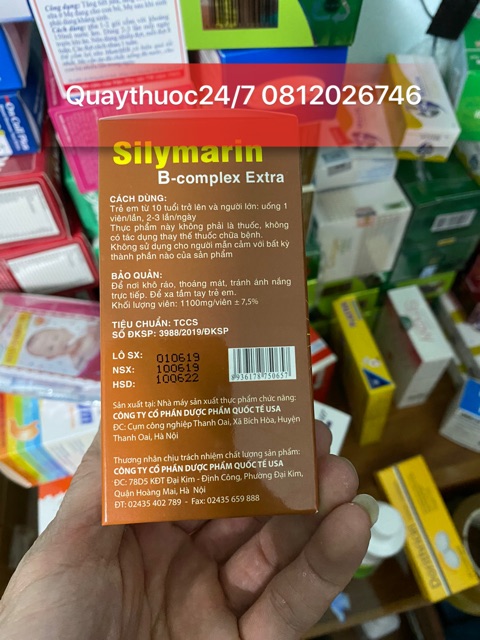 Quaythuoc24/7 0812026746
Silymarin
B-complex Extra
CÁCH DÙNG:
Trẻ em từ 10 tuổi trở lên và người lớn: uống 1
viên/lần, 2-3 lần/ngày
Thực phẩm này không phải là thuốc, không
có tác dụng thay thế thuốc chữa bệnh.
Không sử dụng cho người mẫn cảm với bất kỳ
thành phần nào của sản phẩm
BẢO QUẢN:
Để nơi khô ráo, thoáng mát, tránh ánh nắng
trực tiếp. Để xa tầm tay trẻ em.
Khối lượng viên: 1100mg/viên ± 7,5%
TIÊU CHUẨN: TCCS
SỐ ĐKSP: 3988/2019/ĐKSP
LÔ SX: 010619
NSX: 100619
HSD: 100622
8 936178 750657
Sản xuất tại: Nhà máy sản xuất thực phẩm chức năng:
CÔNG TY CỔ PHẦN DƯỢC PHẨM QUỐC TẾ USA
ĐC: Cụm công nghiệp Thanh Oai, Xã Bích Hòa, Huyện
Thanh Oai, Hà Nội
Thương nhân chịu trách nhiệm chất lượng sản phẩm:
CÔNG TY CỔ PHẦN DƯỢC PHẨM QUỐC TẾ USA
ĐC: 78D5 KĐT Đại Kim - Định Công, Phường Đại Kim,
Quận Hoàng Mai, Hà Nội
ĐT: 02435 402 789 - Fax: 02435 659 888